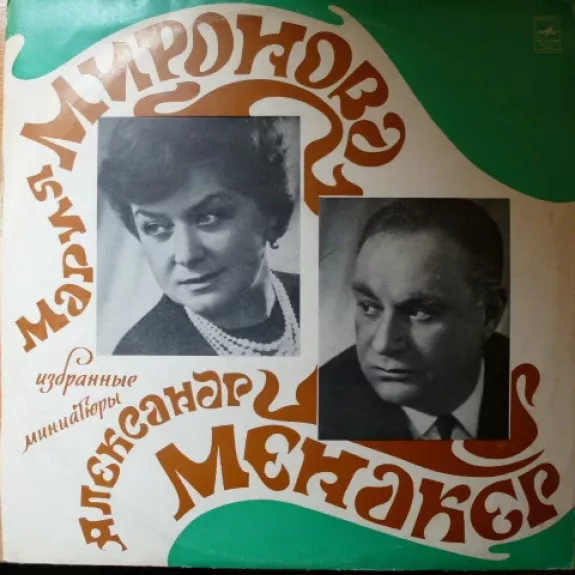 Мария
МИРОНОВА
избранные
миниатюры
Александр
МЕНАКЕР